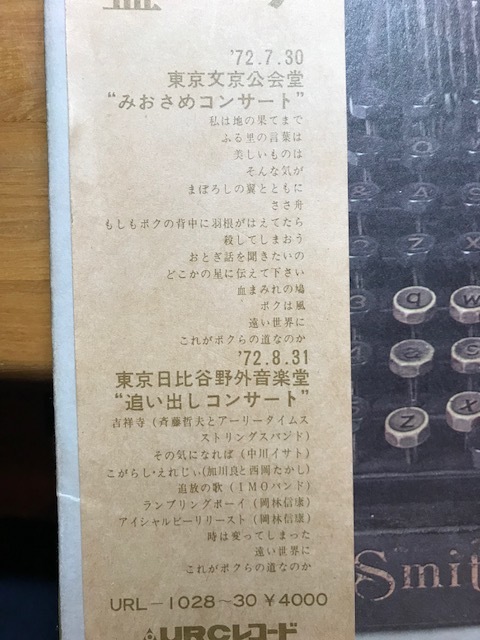 '72.7.30
東京文京公会堂
“みおさめコンサート”
私は地の果てまで
ふる里の言葉は
美しいものは
そんな気が
まぼろしの翼とともに
ささ舟
もしもボクの背中に羽根がはえてたら
殺してしまおう
おとぎ話を聞きたいの
どこかの星に伝えて下さい
血まみれの鳩
ボクは風
遠い世界に
これがボクらの道なのか
'72.8.31
東京日比谷野外音楽堂
“追い出しコンサート”
吉祥寺(斉藤哲夫とアーリータイムス
ストリングスバンド)
その気になれば(中川イサト)
こがらし・えれじい(加川良と西岡たかし)
追放の歌(IMOバンド)
ランブリングボーイ(岡林信康)
アイシャルビーリリースト(岡林信康)
時は変ってしまった
遠い世界に
これがボクらの道なのか
URL-1028~30 ¥4000
URCレコード
Smit
&
A
S
Z
X
q
w
a
s
z
x